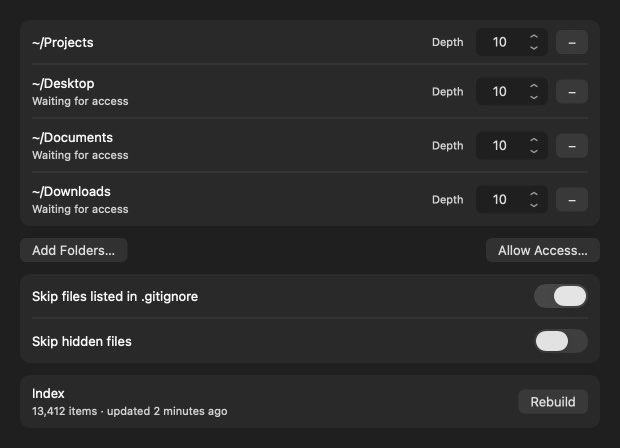 ~/Projects Depth 10 –
~/Desktop
Waiting for access Depth 10 –
~/Documents
Waiting for access Depth 10 –
~/Downloads
Waiting for access Depth 10 –
Add Folders... Allow Access...
Skip files listed in .gitignore
Skip hidden files
Index
13,412 items · updated 2 minutes ago Rebuild